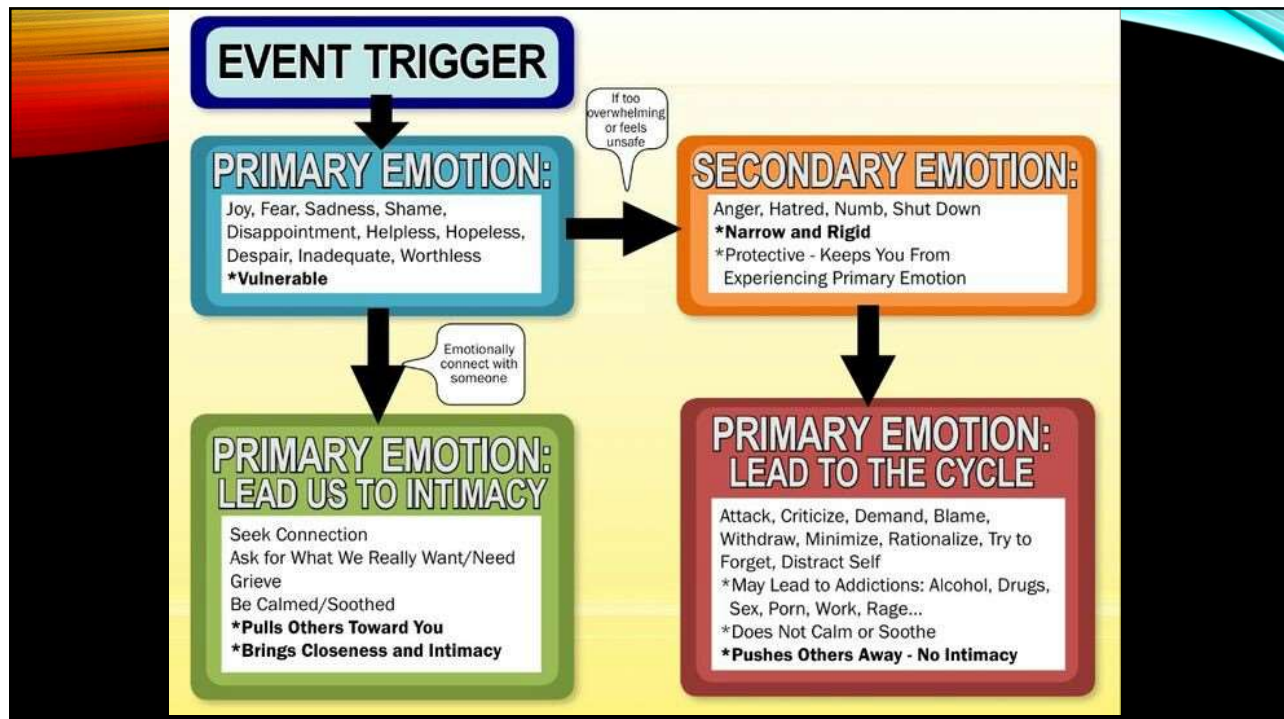 EVENT TRIGGER
If too
overwhelming
or feels
unsafe
PRIMARY EMOTION:
Joy, Fear, Sadness, Shame,
Disappointment, Helpless, Hopeless,
Despair, Inadequate, Worthless
*Vulnerable
SECONDARY EMOTION:
Anger, Hatred, Numb, Shut Down
*Narrow and Rigid
*Protective - Keeps You From
Experiencing Primary Emotion
Emotionally
connect with
someone
PRIMARY EMOTION:
LEAD US TO INTIMACY
Seek Connection
Ask for What We Really Want/Need
Grieve
Be Calmed/Soothed
*Pulls Others Toward You
*Brings Closeness and Intimacy
PRIMARY EMOTION:
LEAD TO THE CYCLE
Attack, Criticize, Demand, Blame,
Withdraw, Minimize, Rationalize, Try to
Forget, Distract Self
*May Lead to Addictions: Alcohol, Drugs,
Sex, Porn, Work, Rage...
*Does Not Calm or Soothe
*Pushes Others Away - No Intimacy